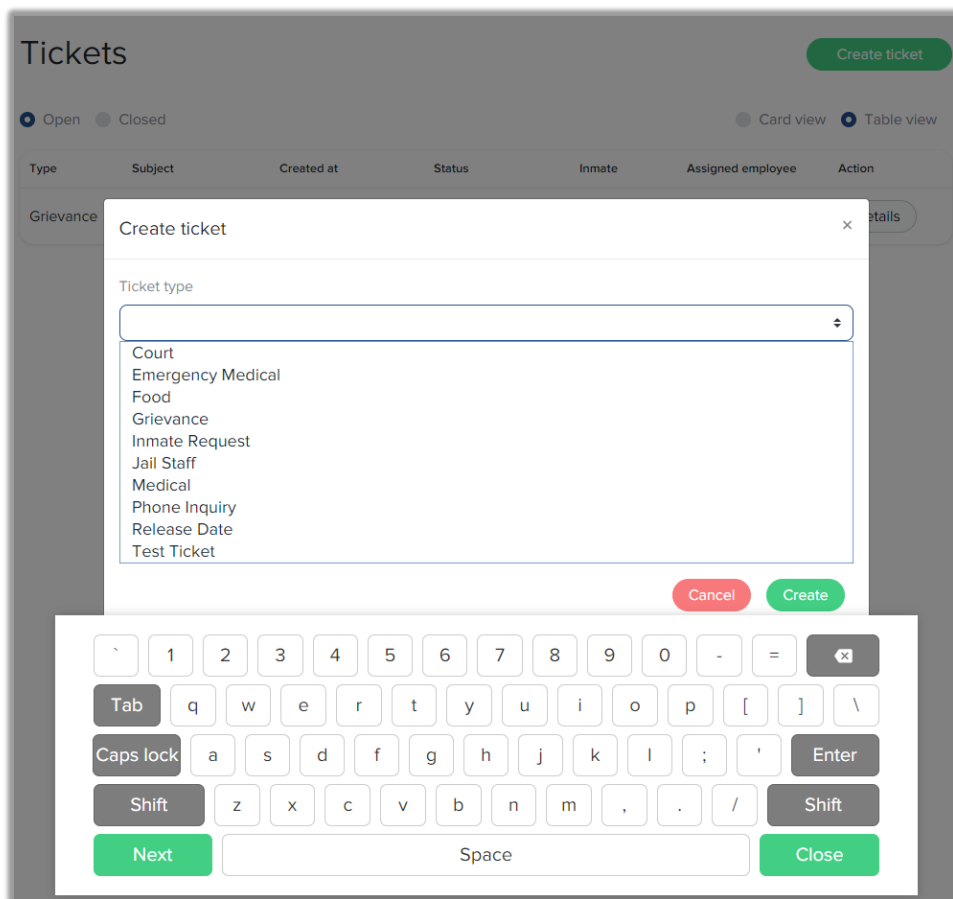 Tickets
Create ticket
Open Closed Card view Table view
Type Subject Created at Status Inmate Assigned employee Action
Grievance etails
Create ticket ×
Ticket type
Court
Emergency Medical
Food
Grievance
Inmate Request
Jail Staff
Medical
Phone Inquiry
Release Date
Test Ticket
Cancel Create
` 1 2 3 4 5 6 7 8 9 0 - =
Tab q w e r t y u i o p [ ] \
Caps lock a s d f g h j k l ; ' Enter
Shift z x c v b n m , . / Shift
Next Space Close